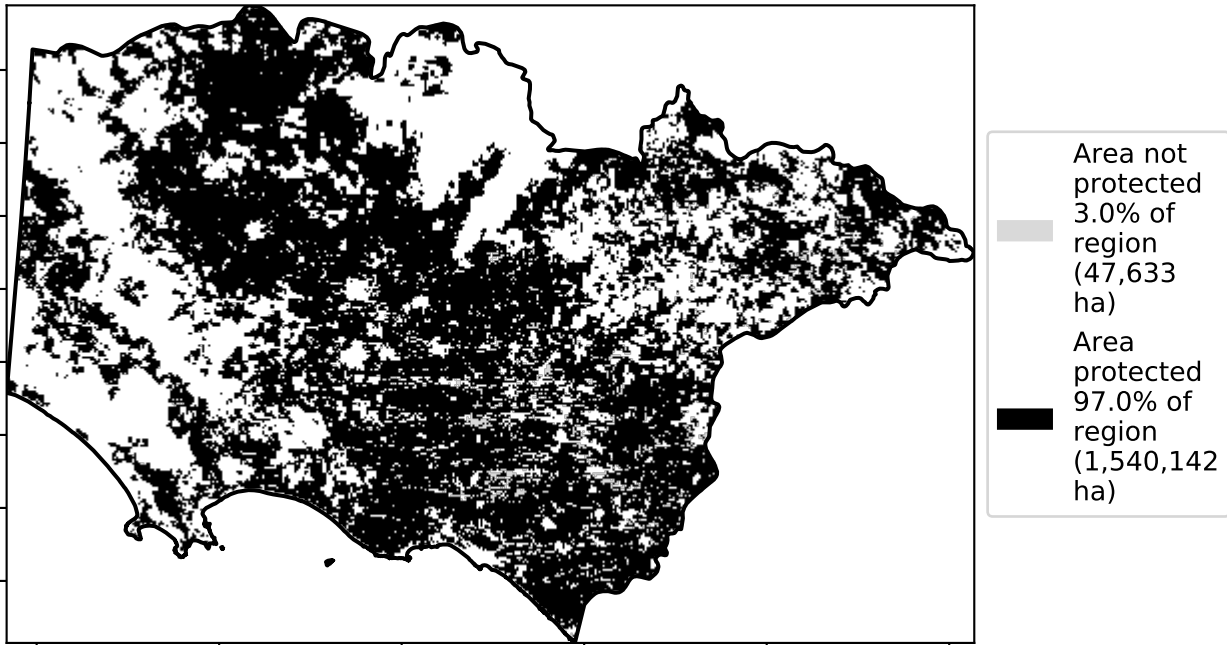 Area not
protected
3.0% of
region
(47,633
ha)
Area
protected
97.0% of
region
(1,540,142
ha)